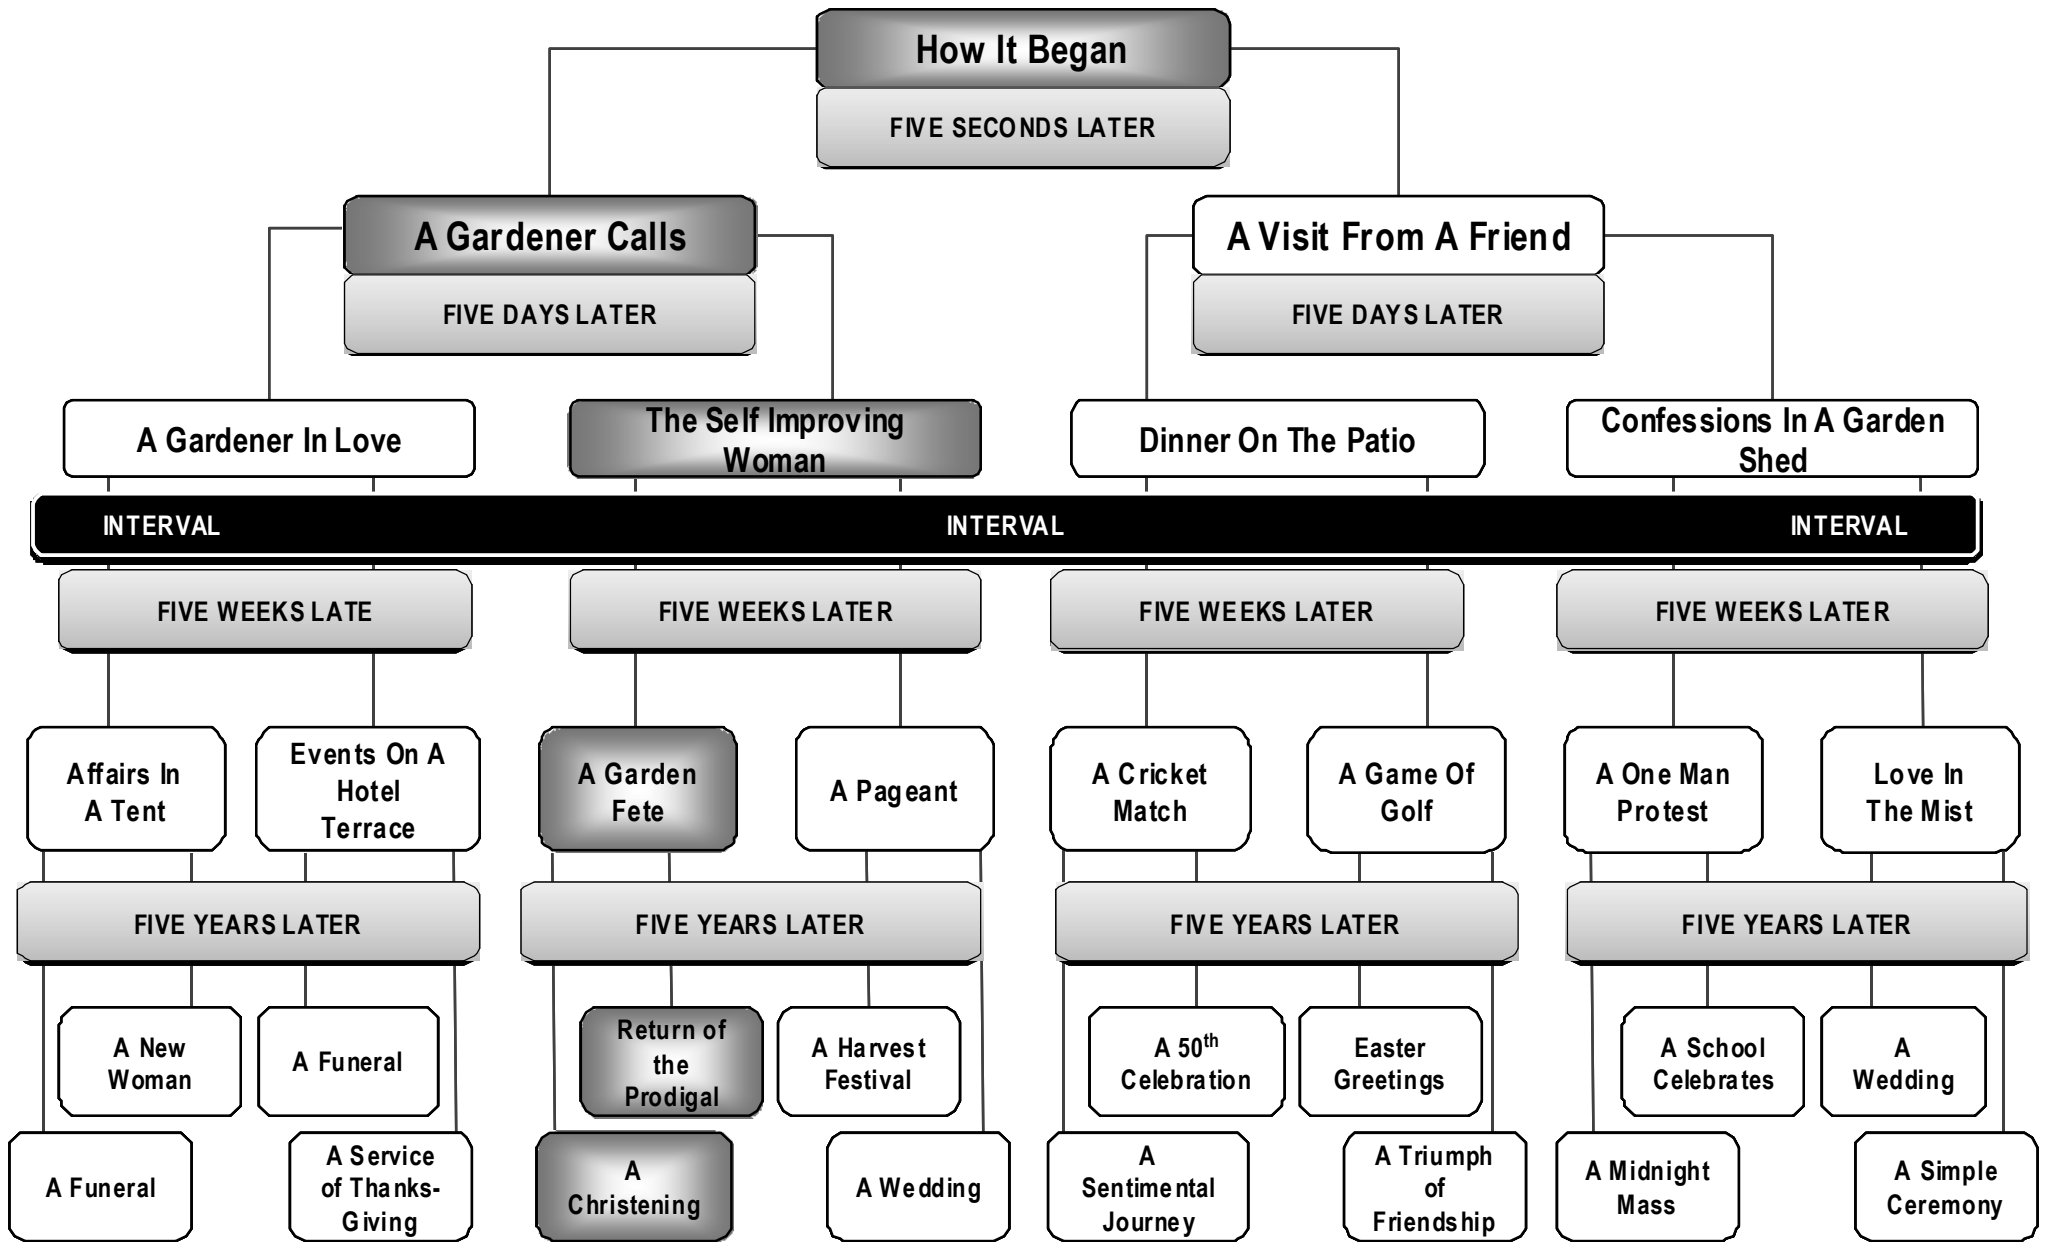 How It Began
FIVE SECONDS LATER
A Gardener Calls
A Visit From A Friend
FIVE DAYS LATER
FIVE DAYS LATER
A Gardener In Love
The Self Improving
Woman
Dinner On The Patio
Confessions In A Garden
Shed
INTERVAL
INTERVAL
INTERVAL
FIVE WEEKS LATE
FIVE WEEKS LATER
FIVE WEEKS LATER
FIVE WEEKS LATER
Affairs In
A Tent
Events On A
Hotel
Terrace
A Garden
Fete
A Pageant
A Cricket
Match
A Game Of
Golf
A One Man
Protest
Love In
The Mist
FIVE YEARS LATER
FIVE YEARS LATER
FIVE YEARS LATER
FIVE YEARS LATER
A New
Woman
A Funeral
Return of
the
Prodigal
A Harvest
Festival
A 50th
Celebration
Easter
Greetings
A School
Celebrates
A
Wedding
A Funeral
A Service
of Thanks-
Giving
A
Christening
A Wedding
A
Sentimental
Journey
A Triumph
of
Friendship
A Midnight
Mass
A Simple
Ceremony